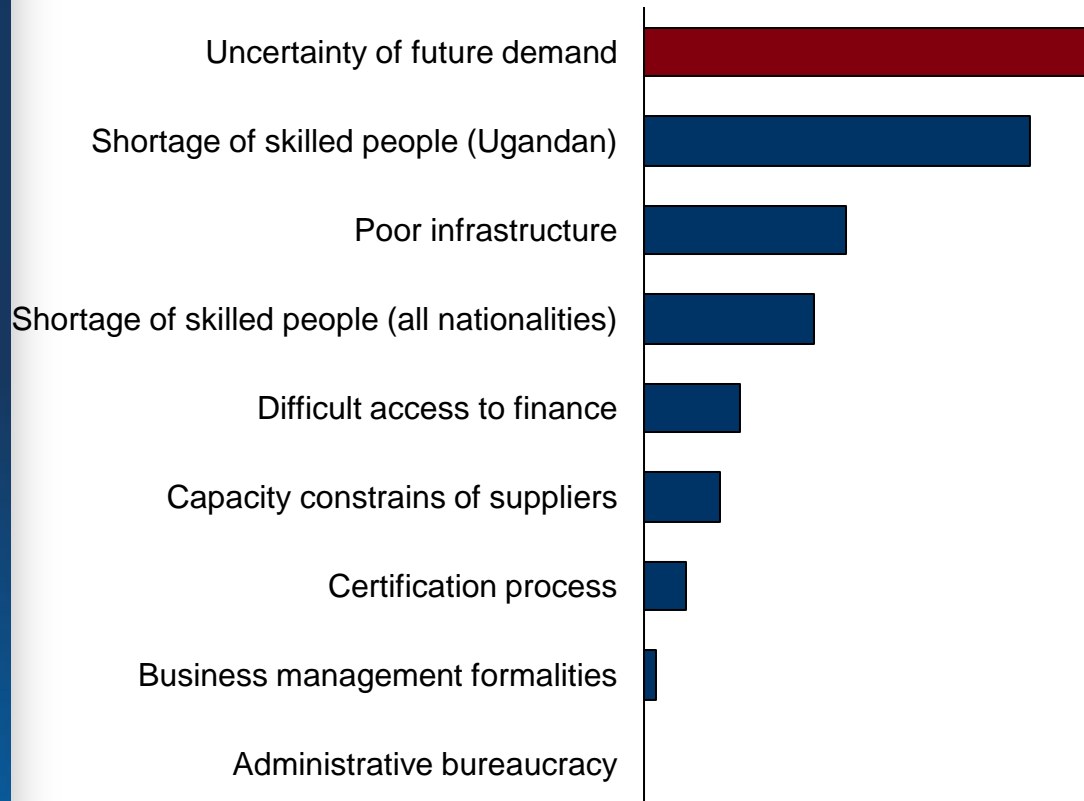 Uncertainty of future demand
Shortage of skilled people (Ugandan)
Poor infrastructure
Shortage of skilled people (all nationalities)
Difficult access to finance
Capacity constrains of suppliers
Certification process
Business management formalities
Administrative bureaucracy